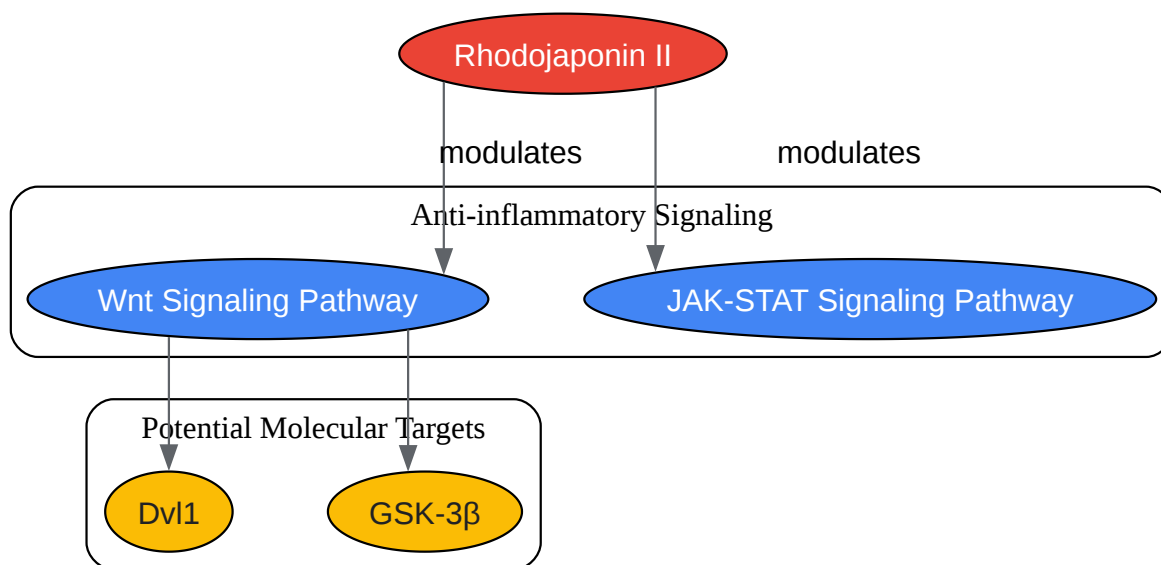 Rhodojaponin II
modulates
modulates
Anti-inflammatory Signaling
Wnt Signaling Pathway
JAK-STAT Signaling Pathway
Potential Molecular Targets
Dvl1
GSK-3β